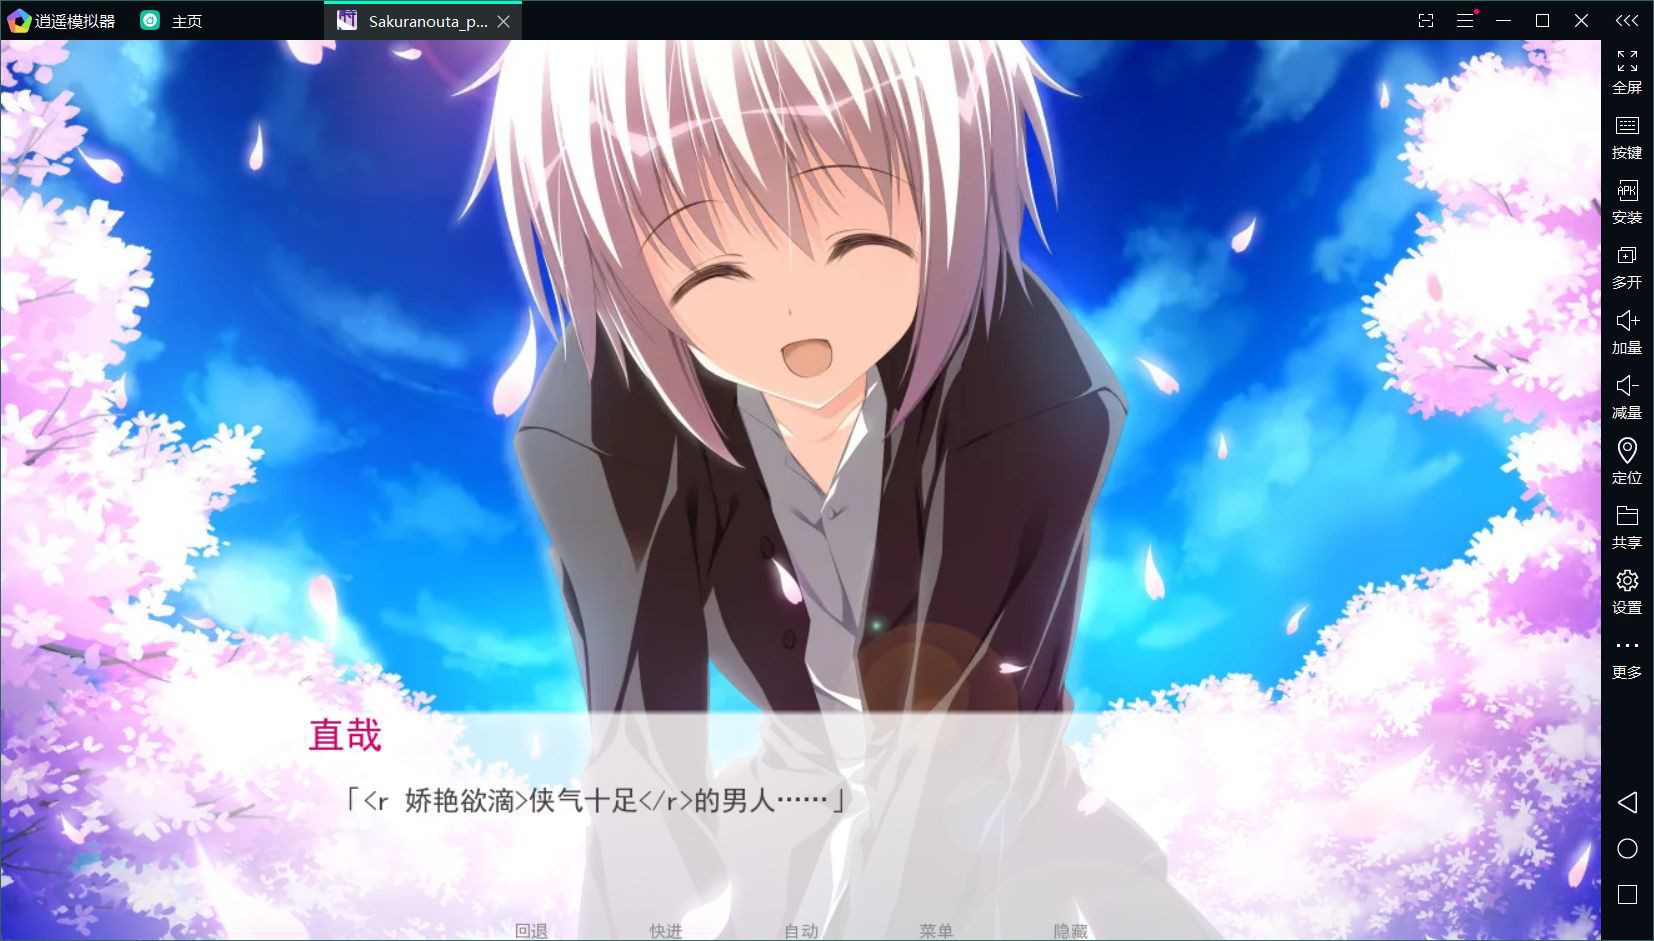 逍遥模拟器
主页
Sakuranouta_p...
全屏
按键
APK
安装
多开
加量
减量
定位
共享
设置
更多
直哉
「<r 娇艳欲滴>侠气十足</r>的男人……」
回退 快进 自动 菜单 隐藏